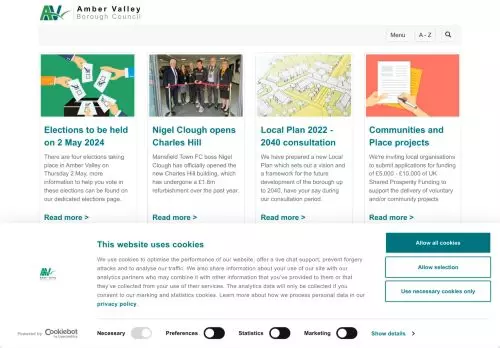 Amber Valley
Borough Council
Menu
A - Z
Elections to be held
on 2 May 2024
There are four elections taking
place in Amber Valley on
Thursday 2 May, more
information to help you vote in
these elections can be found on
our dedicated elections page.
Read more >
Nigel Clough opens
Charles Hill
Mansfield Town FC boss Nigel
Clough has officially opened the
new Charles Hill building, which
has undergone a £1.6m
refurbishment over the past year.
Read more >
Local Plan 2022 -
2040 consultation
We have prepared a new Local
Plan which sets out a vision and
a framework for the future
development of the borough up
to 2040, have your say during
our consultation period.
Read more >
Communities and
Place projects
We're inviting local organisations
to submit applications for funding
of £5,000 - £10,000 of UK
Shared Prosperity Funding to
support the delivery of voluntary
and/or community projects
Read more >
This website uses cookies
We use cookies to optimise the performance of our website, offer a live chat support, prevent forgery
attacks and to analyse our traffic. We also share information about your use of our site with our
analytics partners who may combine it with other information that you've provided to them or that
they've collected from your use of their services. The analytics data will only be collected if you
consent to our marking and statistics cookies. Learn more about how we process personal data in our
privacy policy.
Allow all cookies
Allow selection
Use necessary cookies only
Powered by
Cookiebot
by Usercentrics
Necessary
Preferences
Statistics
Marketing
Show details >